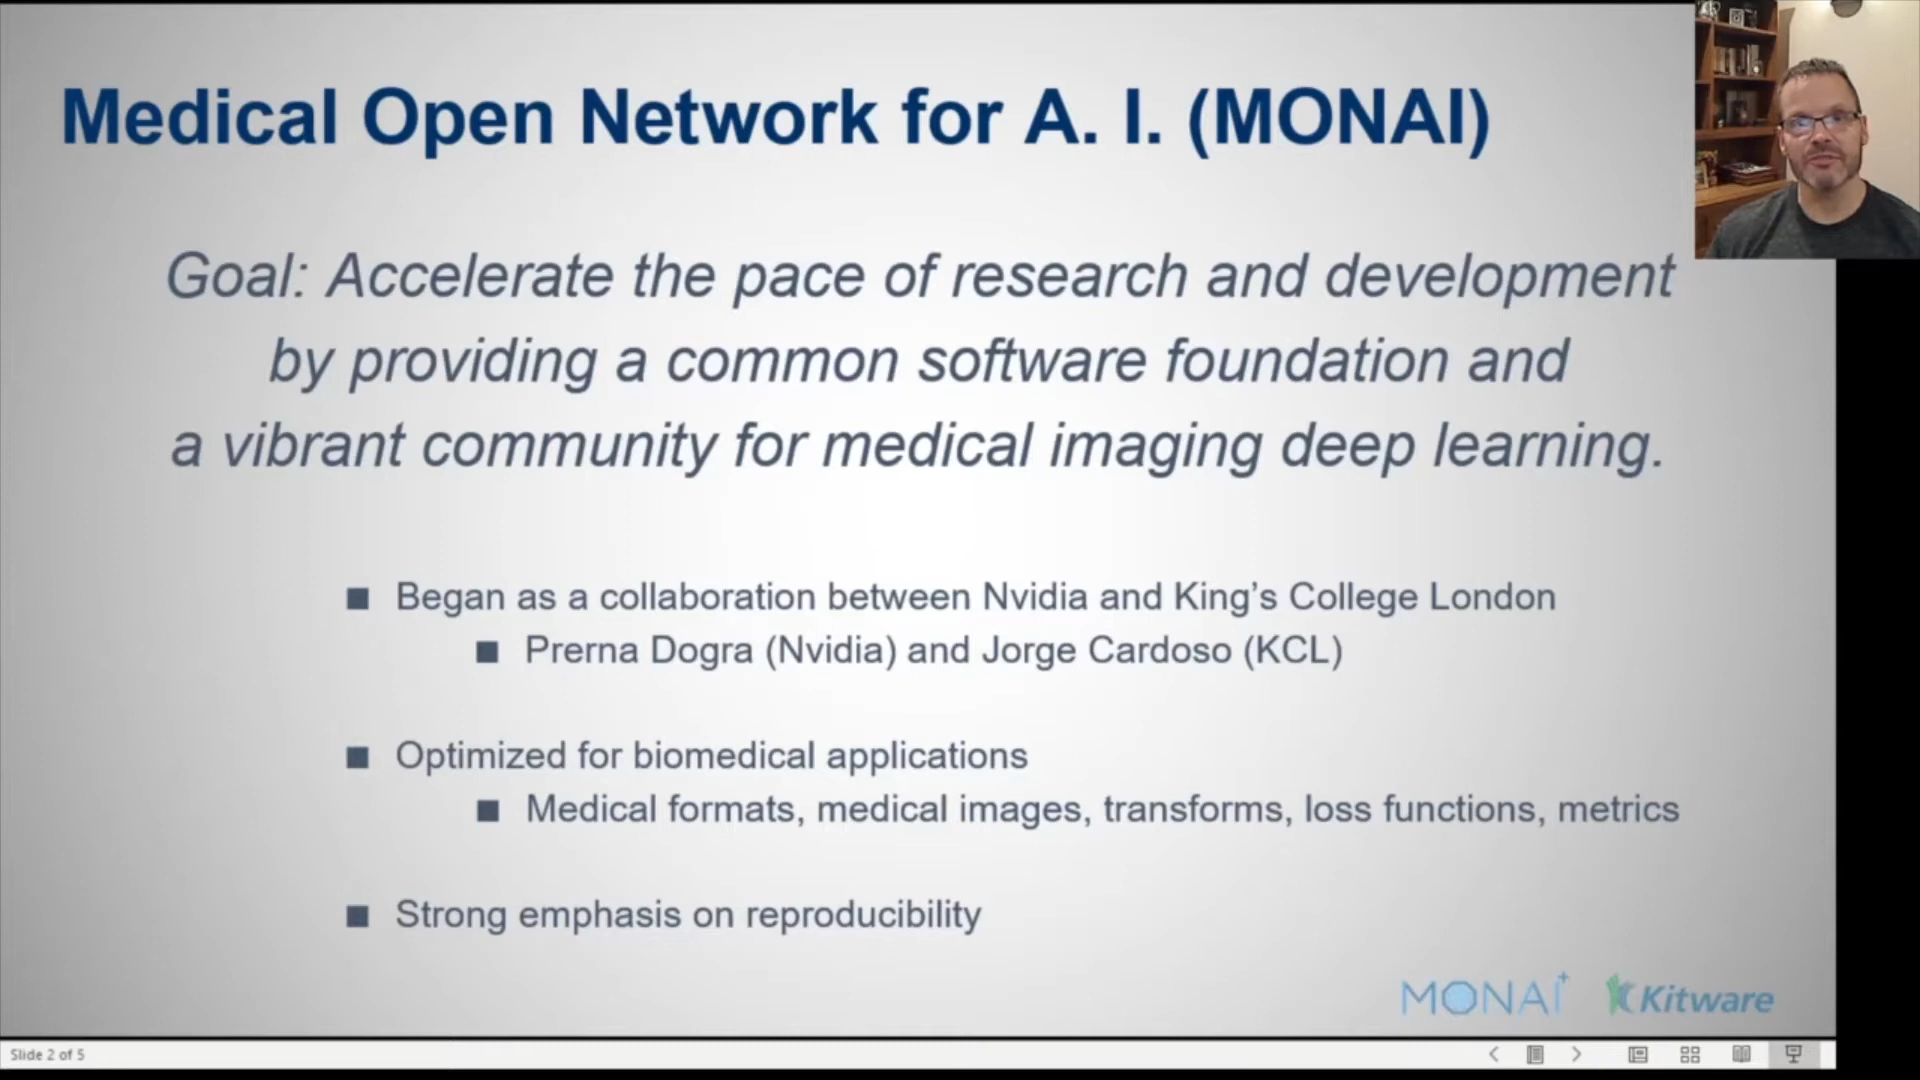 Medical Open Network for A. I. (MONAI)
Goal: Accelerate the pace of research and development
by providing a common software foundation and
a vibrant community for medical imaging deep learning.
■ Began as a collaboration between Nvidia and King's College London
■ Prerna Dogra (Nvidia) and Jorge Cardoso (KCL)
■ Optimized for biomedical applications
■ Medical formats, medical images, transforms, loss functions, metrics
■ Strong emphasis on reproducibility
MONAI
Kitware
Slide 2 of 5